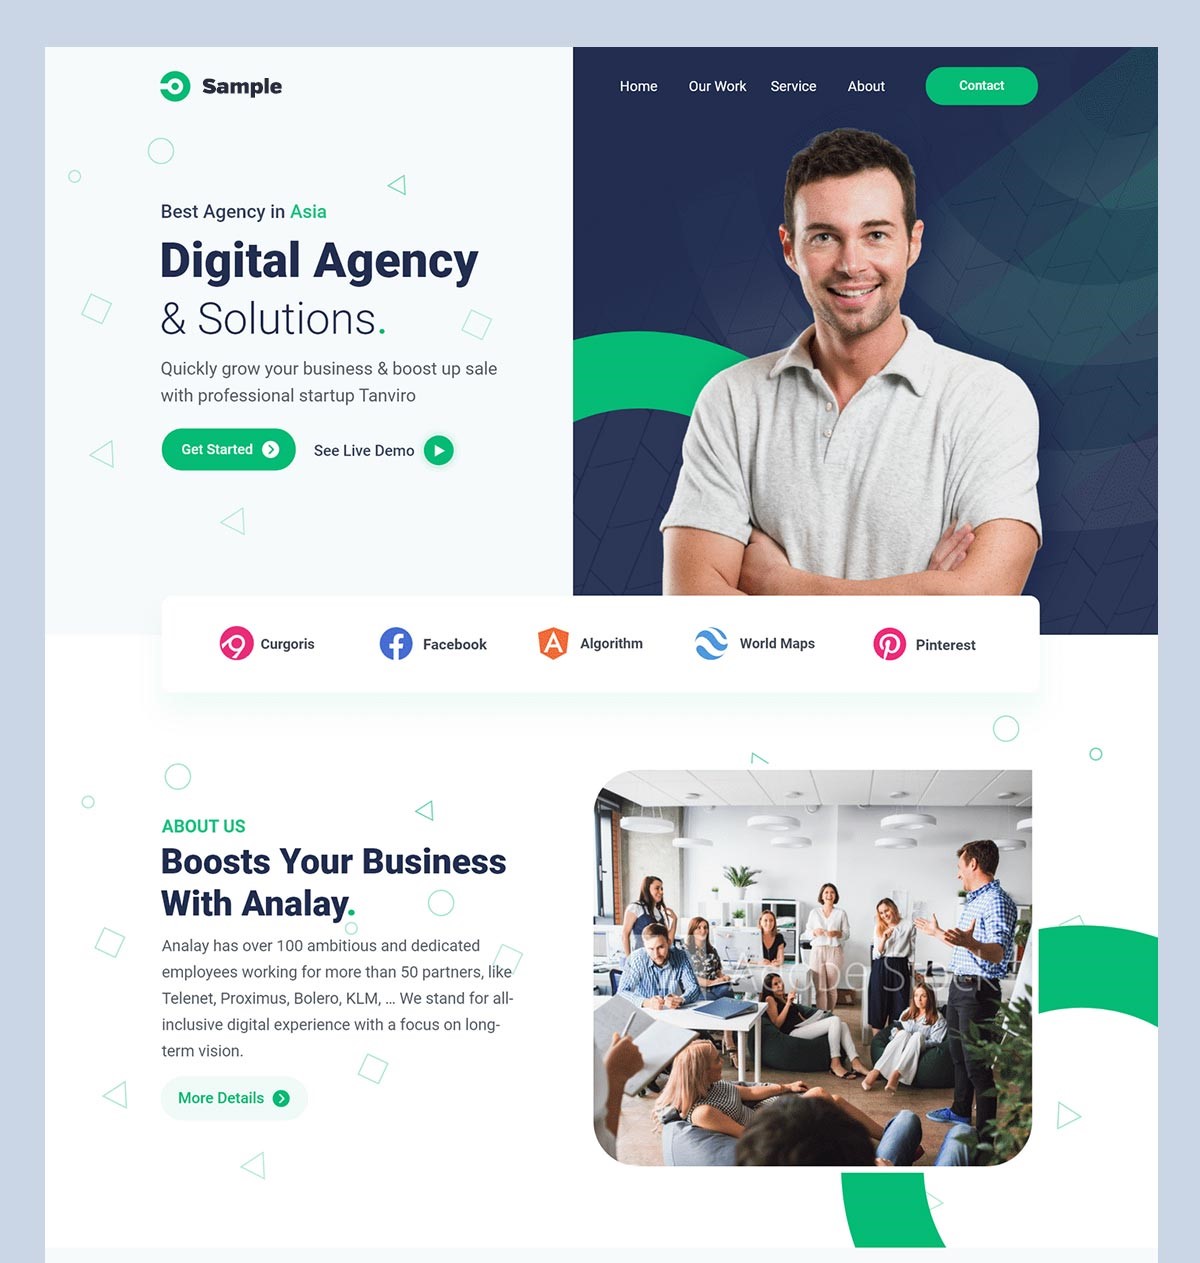 Sample
Home Our Work Service About Contact
Best Agency in Asia
Digital Agency
& Solutions.
Quickly grow your business & boost up sale
with professional startup Tanviro
Get Started See Live Demo
Curgoris Facebook Algorithm World Maps Pinterest
ABOUT US
Boosts Your Business
With Analay.
Analay has over 100 ambitious and dedicated
employees working for more than 50 partners, like
Telenet, Proximus, Bolero, KLM, ... We stand for all-
inclusive digital experience with a focus on long-
term vision.
More Details
Adobe Stock